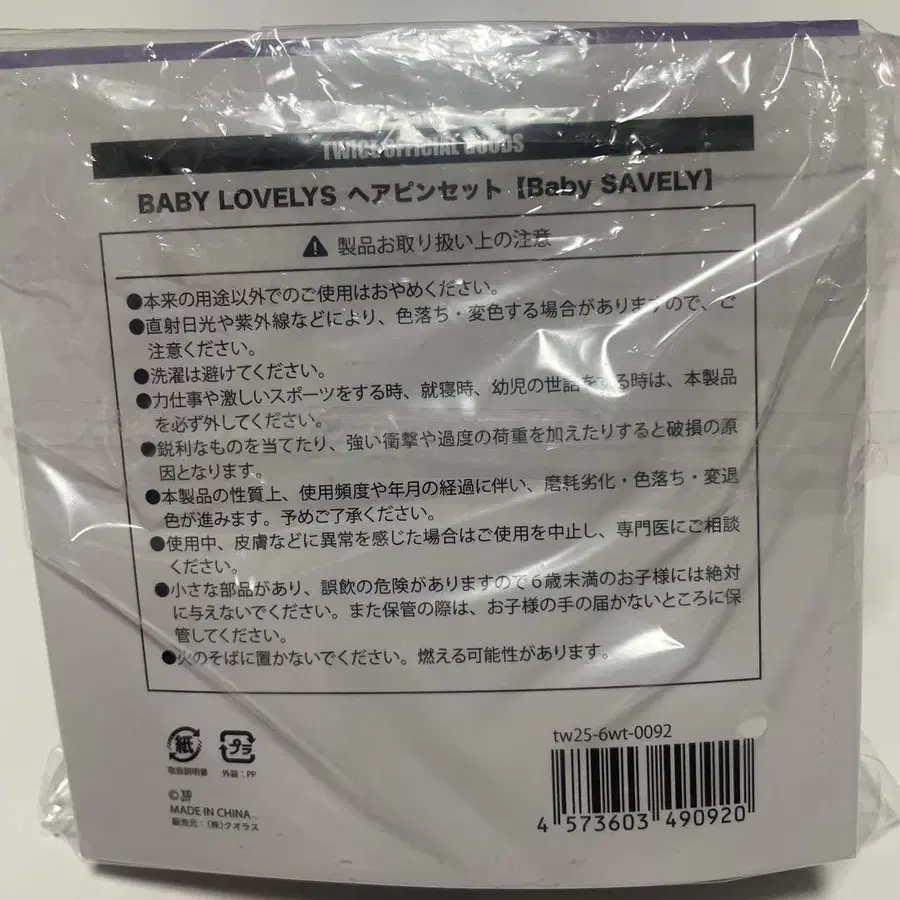 TWICE OFFICIAL GOODS
BABY LOVELYS ヘアピンセット【Baby SAVELY】
製品お取り扱い上の注意
●本来の用途以外でのご使用はおやめください。
●直射日光や紫外線などにより、色落ち・変色する場合がありますので、ご
注意ください。
●洗濯は避けてください。
●力仕事や激しいスポーツをする時、就寝時、幼児の世話をする時は、本製品
を必ず外してください。
●鋭利なものを当てたり、強い衝撃や過度の荷重を加えたりすると破損の原
因となります。
●本製品の性質上、使用頻度や年月の経過に伴い、磨耗劣化・色落ち・変退
色が進みます。予めご了承ください。
●使用中、皮膚などに異常を感じた場合はご使用を中止し、専門医にご相談
ください。
●小さな部品があり、誤飲の危険がありますので6歳未満のお子様には絶対
に与えないでください。また保管の際は、お子様の手の届かないところに保
管してください。
●火のそばに置かないでください。燃える可能性があります。
紙
プラ
取扱説明書
外装：PP
tw25-6wt-0092
©
MADE IN CHINA
販売元：(株)クオラス
4 573603 490920